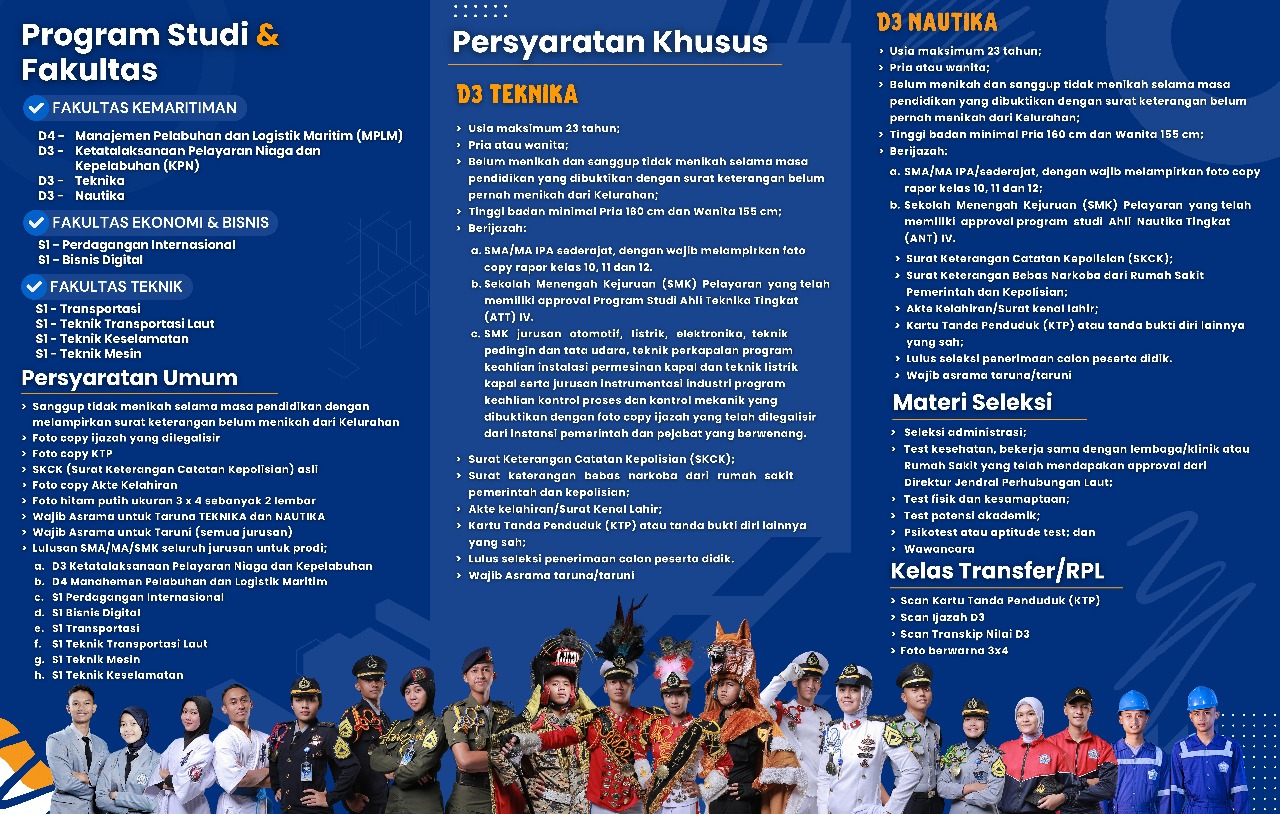 Program Studi &
Fakultas
FAKULTAS KEMARITIMAN
D4 - Manajemen Pelabuhan dan Logistik Maritim (MPLM)
D3 - Ketatalaksanaan Pelayaran Niaga dan
Kepelabuhan (KPN)
D3 - Teknika
D3 - Nautika
FAKULTAS EKONOMI & BISNIS
S1 - Perdagangan Internasional
S1 - Bisnis Digital
FAKULTAS TEKNIK
S1 - Transportasi
S1 - Teknik Transportasi Laut
S1 - Teknik Keselamatan
S1 - Teknik Mesin
Persyaratan Umum
> Sanggup tidak menikah selama masa pendidikan dengan
melampirkan surat keterangan belum menikah dari Kelurahan
> Foto copy ijazah yang dilegalisir
> Foto copy KTP
> SKCK (Surat Keterangan Catatan Kepolisian) asli
> Foto copy Akte Kelahiran
> Foto hitam putih ukuran 3 x 4 sebanyak 2 lembar
> Wajib Asrama untuk Taruna TEKNIKA dan NAUTIKA
> Wajib Asrama untuk Taruni (semua jurusan)
> Lulusan SMA/MA/SMK seluruh jurusan untuk prodi;
a. D3 Ketatalaksanaan Pelayaran Niaga dan Kepelabuhan
b. D4 Manahemen Pelabuhan dan Logistik Maritim
c. S1 Perdagangan Internasional
d. S1 Bisnis Digital
e. S1 Transportasi
f. S1 Teknik Transportasi Laut
g. S1 Teknik Mesin
h. S1 Teknik Keselamatan
Persyaratan Khusus
D3 TEKNIKA
> Usia maksimum 23 tahun;
> Pria atau wanita;
> Belum menikah dan sanggup tidak menikah selama masa
pendidikan yang dibuktikan dengan surat keterangan belum
pernah menikah dari Kelurahan;
> Tinggi badan minimal Pria 160 cm dan Wanita 155 cm;
> Berijazah:
a. SMA/MA IPA sederajat, dengan wajib melampirkan foto
copy rapor kelas 10, 11 dan 12.
b. Sekolah Menengah Kejuruan (SMK) Pelayaran yang telah
memiliki approval Program Studi Ahli Teknika Tingkat
(ATT) IV.
c. SMK jurusan otomotif, listrik, elektronika, teknik
pedingin dan tata udara, teknik perkapalan program
keahlian instalasi permesinan kapal dan teknik listrik
kapal serta jurusan instrumentasi industri program
keahlian kontrol proses dan kontrol mekanik yang
dibuktikan dengan foto copy ijazah yang telah dilegalisir
dari instansi pemerintah dan pejabat yang berwenang.
> Surat Keterangan Catatan Kepolisian (SKCK);
> Surat keterangan bebas narkoba dari rumah sakit
pemerintah dan kepolisian;
> Akte kelahiran/Surat Kenal Lahir;
> Kartu Tanda Penduduk (KTP) atau tanda bukti diri lainnya
yang sah;
> Lulus seleksi penerimaan calon peserta didik.
> Wajib Asrama taruna/taruni
D3 NAUTIKA
> Usia maksimum 23 tahun;
> Pria atau wanita;
> Belum menikah dan sanggup tidak menikah selama masa
pendidikan yang dibuktikan dengan surat keterangan belum
pernah menikah dari Kelurahan;
> Tinggi badan minimal Pria 160 cm dan Wanita 155 cm;
> Berijazah:
a. SMA/MA IPA/sederajat, dengan wajib melampirkan foto copy
rapor kelas 10, 11 dan 12;
b. Sekolah Menengah Kejuruan (SMK) Pelayaran yang telah
memiliki approval program studi Ahli Nautika Tingkat
(ANT) IV.
> Surat Keterangan Catatan Kepolisian (SKCK);
> Surat Keterangan Bebas Narkoba dari Rumah Sakit
Pemerintah dan Kepolisian;
> Akte Kelahiran/Surat kenal lahir;
> Kartu Tanda Penduduk (KTP) atau tanda bukti diri lainnya
yang sah;
> Lulus seleksi penerimaan calon peserta didik.
> Wajib asrama taruna/taruni
Materi Seleksi
> Seleksi administrasi;
> Test kesehatan, bekerja sama dengan lembaga/klinik atau
Rumah Sakit yang telah mendapakan approval dari
Direktur Jendral Perhubungan Laut;
> Test fisik dan kesamaptaan;
> Test potensi akademik;
> Psikotest atau aptitude test; dan
> Wawancara
Kelas Transfer/RPL
> Scan Kartu Tanda Penduduk (KTP)
> Scan Ijazah D3
> Scan Transkip Nilai D3
> Foto berwarna 3x4